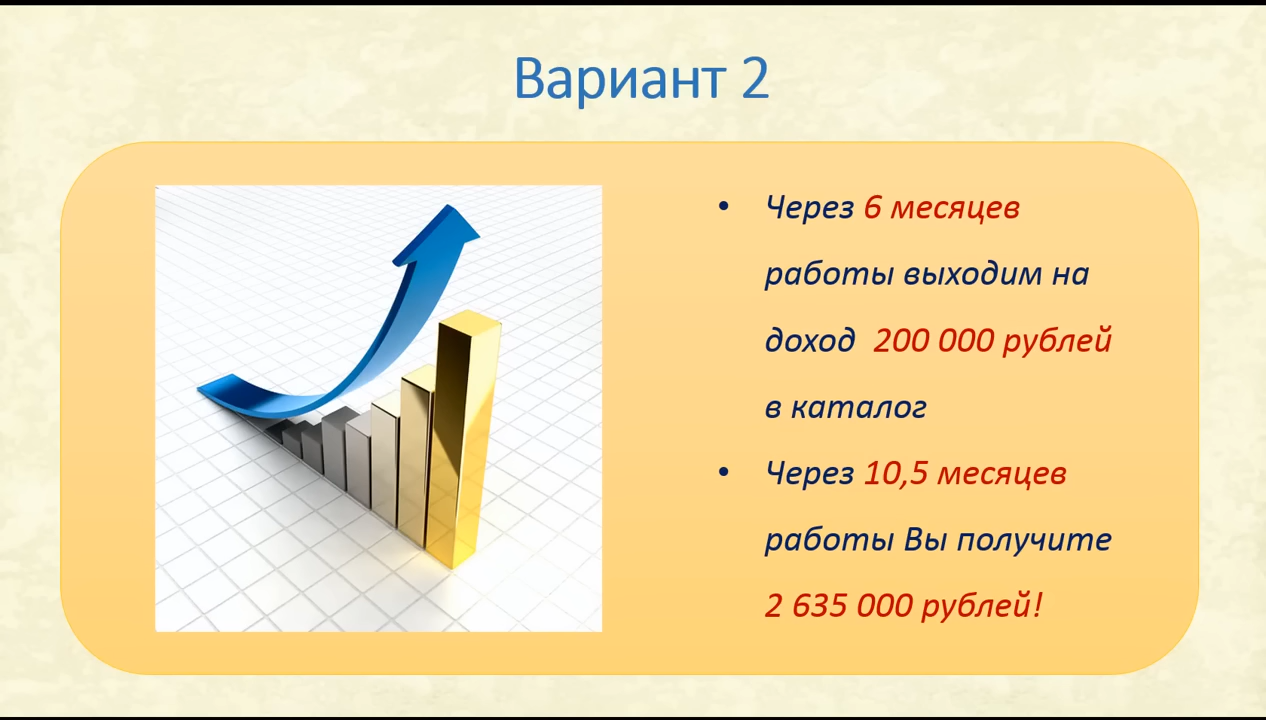 Вариант 2
• Через 6 месяцев
работы выходим на
доход 200 000 рублей
в каталог
• Через 10,5 месяцев
работы Вы получите
2 635 000 рублей!